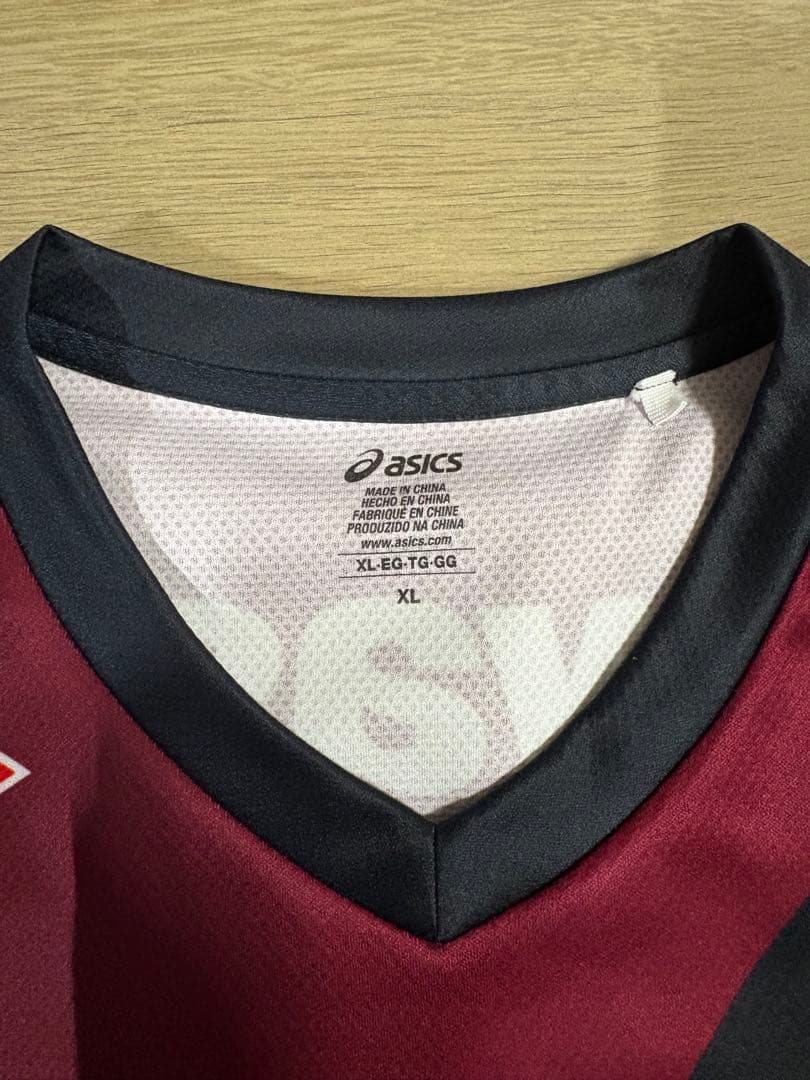 asics
MADE IN CHINA
HECHO EN CHINA
FABRIQUÉ EN CHINE
PRODUZIDO NA CHINA
www.asics.com
XL·EG·TG·GG
XL